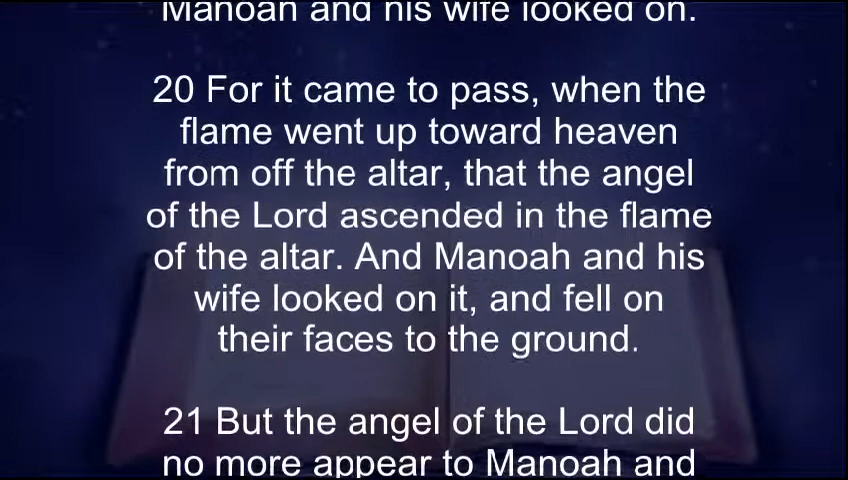 Manoah and his wife looked on.
20 For it came to pass, when the
flame went up toward heaven
from off the altar, that the angel
of the Lord ascended in the flame
of the altar. And Manoah and his
wife looked on it, and fell on
their faces to the ground.
21 But the angel of the Lord did
no more appear to Manoah and